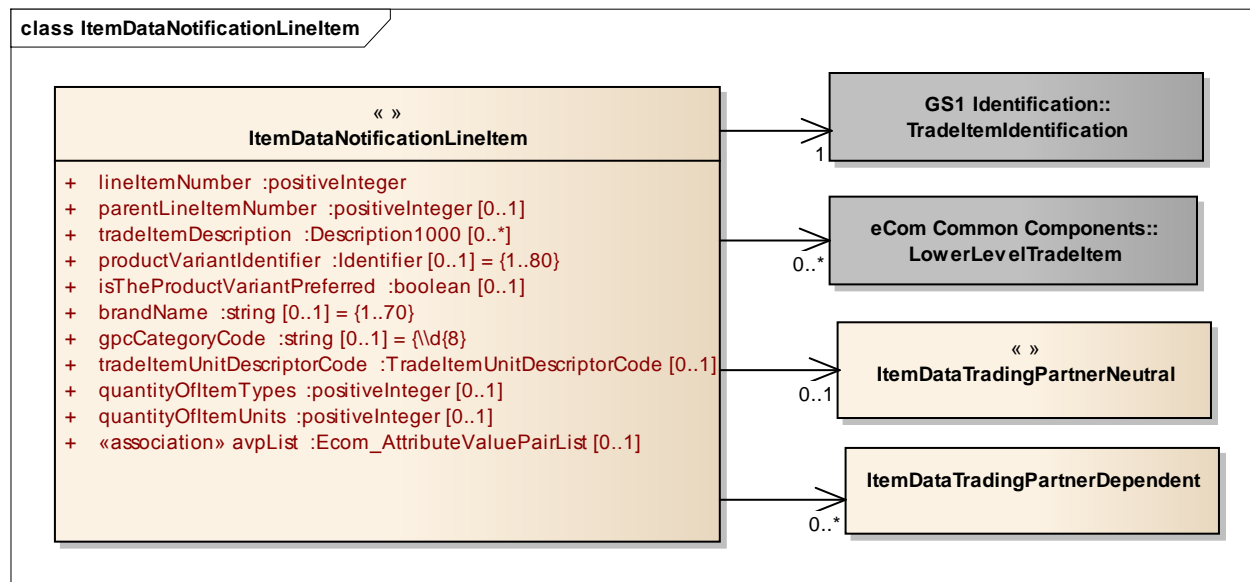 class ItemDataNotificationLineItem
« »
ItemDataNotificationLineItem
+ lineItemNumber :positiveInteger
+ parentLineItemNumber :positiveInteger [0..1]
+ tradeItemDescription :Description1000 [0..*]
+ productVariantIdentifier :Identifier [0..1] = {1..80}
+ isTheProductVariantPreferred :boolean [0..1]
+ brandName :string [0..1] = {1..70}
+ gpcCategoryCode :string [0..1] = {\\d{8}
+ tradeItemUnitDescriptorCode :TradeItemUnitDescriptorCode [0..1]
+ quantityOfItemTypes :positiveInteger [0..1]
+ quantityOfItemUnits :positiveInteger [0..1]
+ «association» avpList :Ecom_AttributeValuePairList [0..1]
GS1 Identification::
TradeItemIdentification
1
eCom Common Components::
LowerLevelTradeItem
0..*
« »
ItemDataTradingPartnerNeutral
0..1
ItemDataTradingPartnerDependent
0..*